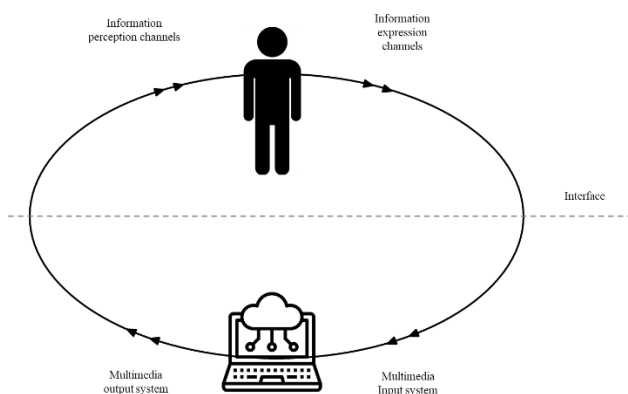 Information
perception channels
Information
expression
channels
Interface
Multimedia
output system
Multimedia
Input system